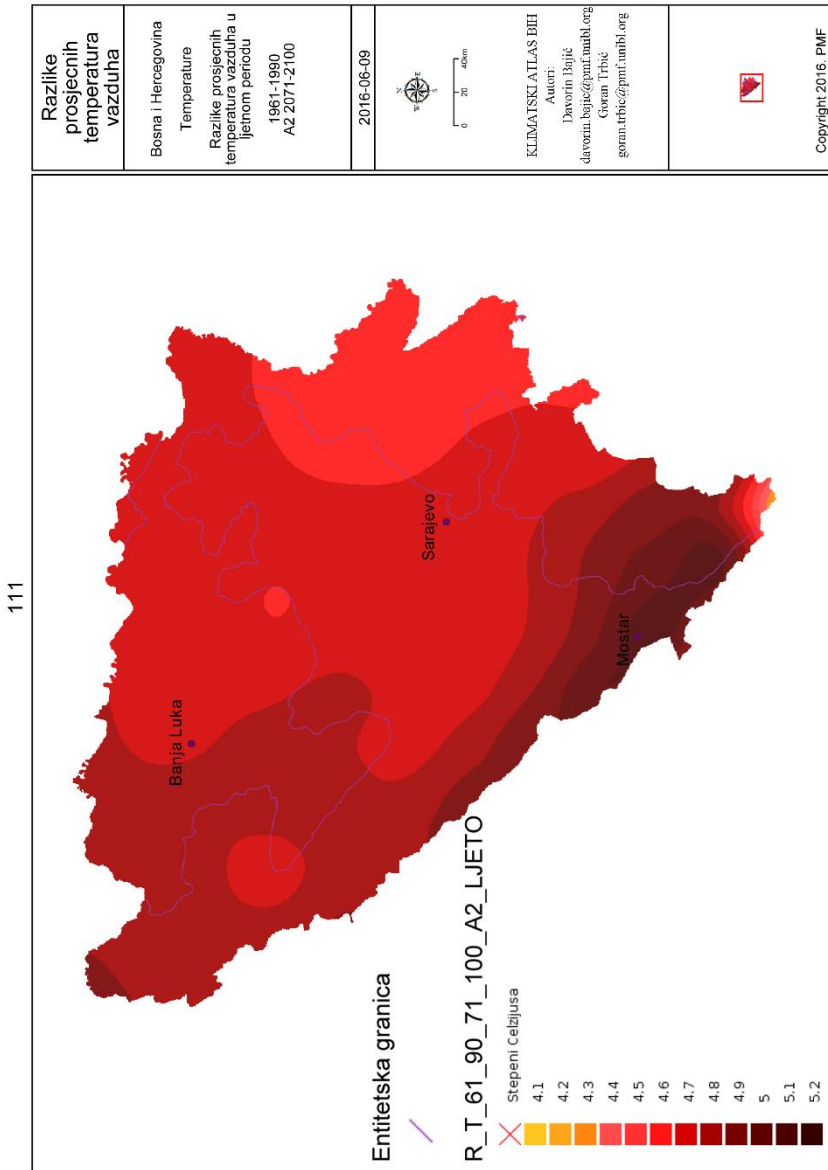 111
Razlike
prosjecnih
temperatura
vazduha
Bosna i Hercegovina
Temperature
Razlike prosjecnih
temperatura vazduha u
ljetnom periodu
1961-1990
A2 2071-2100
2016-06-09
N
W E
S
0 20 40km
KLIMATSKI ATLAS BIH
Autori:
Davorin Bajić
davorin.bajic@pmf.unibl.org
Goran Trbić
goran.trbic@pmf.unibl.org
Copyright 2016. PMF
Banja Luka
Sarajevo
Mostar
Entitetska granica
R_T_61_90_71_100_A2_LJETO
Stepeni Celzijusa
4.1
4.2
4.3
4.4
4.5
4.6
4.7
4.8
4.9
5
5.1
5.2